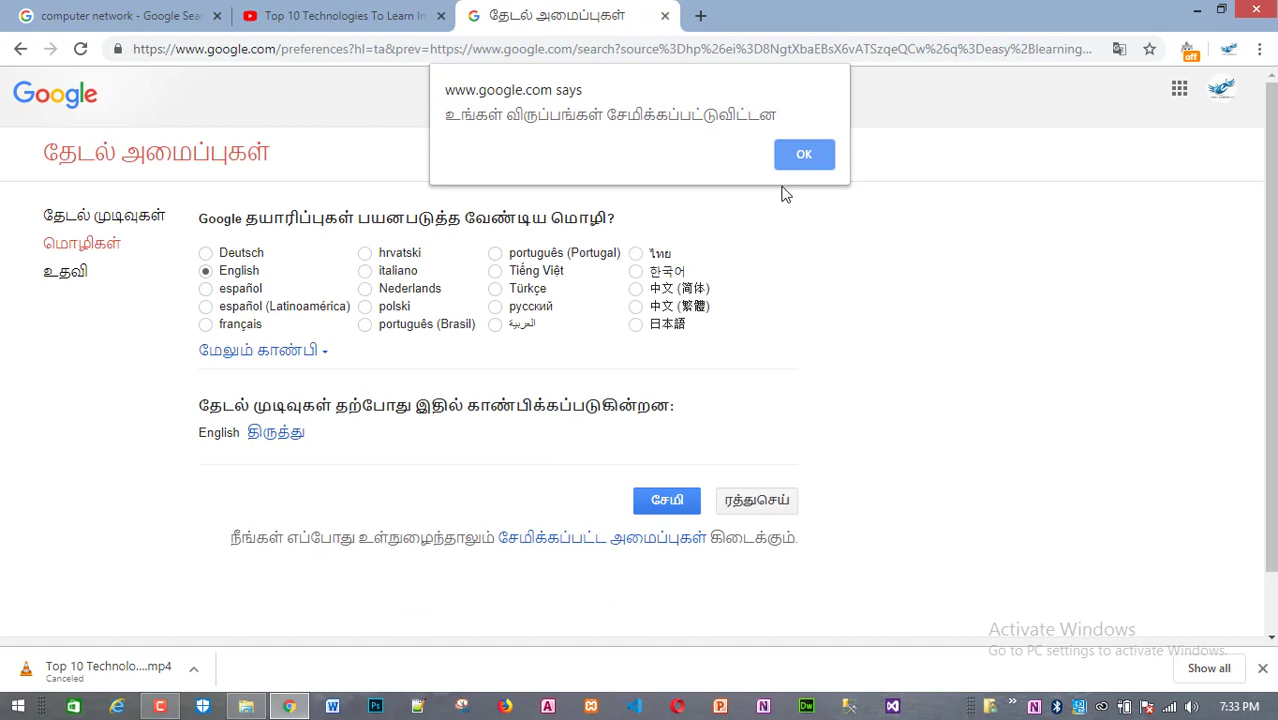 computer network - Google Sear
Top 10 Technologies To Learn In
தேடல் அமைப்புகள்
https://www.google.com/preferences?hl=ta&prev=https://www.google.com/search?source%3Dhp%26ei%3D8NgtXbaEBsX6vATSzqeQCw%26q%3Deasy%2Blearning...
off
Google
www.google.com says
உங்கள் விருப்பங்கள் சேமிக்கப்பட்டுவிட்டன
OK
தேடல் அமைப்புகள்
தேடல் முடிவுகள்
மொழிகள்
உதவி
Google தயாரிப்புகள் பயனபடுத்த வேண்டிய மொழி?
Deutsch hrvatski português (Portugal) ไทย
English italiano Tiếng Việt 한국어
español Nederlands Türkçe 中文 (简体)
español (Latinoamérica) polski русский 中文 (繁體)
français português (Brasil) العربية 日本語
மேலும் காண்பி
தேடல் முடிவுகள் தற்போது இதில் காண்பிக்கப்படுகின்றன:
English திருத்து
சேமி ரத்துசெய்
நீங்கள் எப்போது உள்நுழைந்தாலும் சேமிக்கப்பட்ட அமைப்புகள் கிடைக்கும்.
Activate Windows
Go to PC settings to activate Windows.
Top 10 Technolo....mp4
Canceled
Show all
7:33 PM